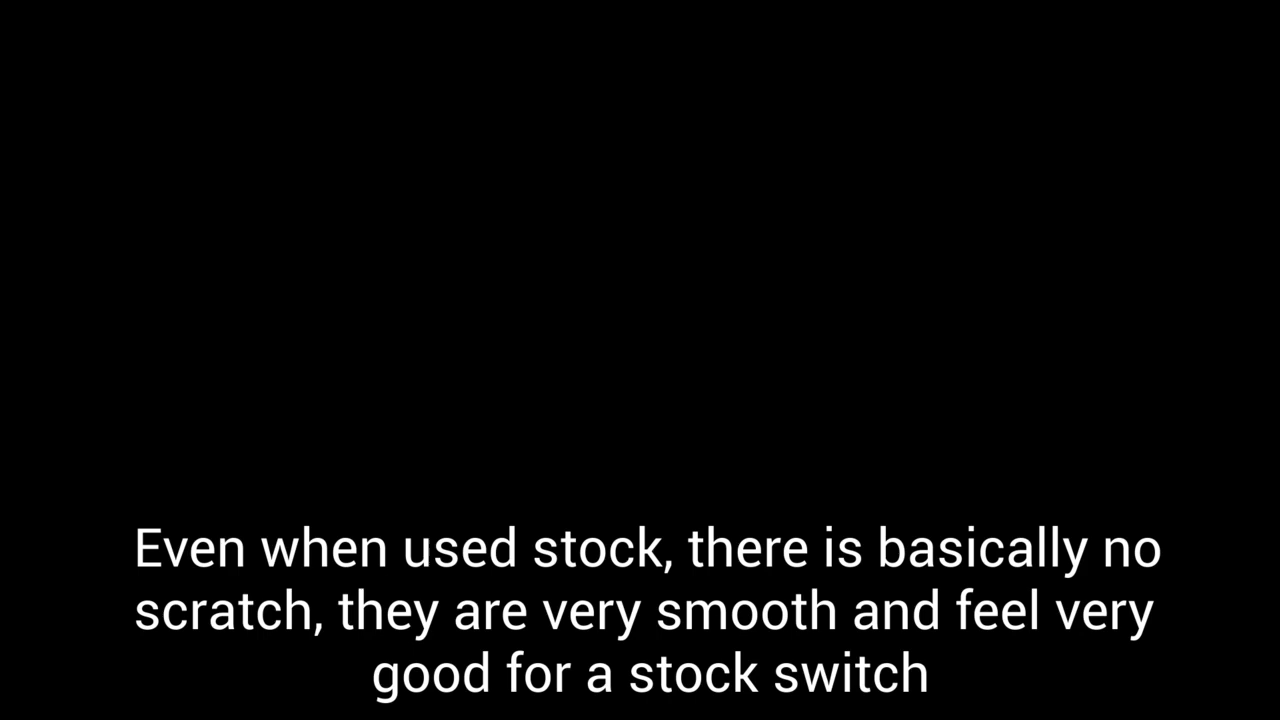 Even when used stock, there is basically no
scratch, they are very smooth and feel very
good for a stock switch